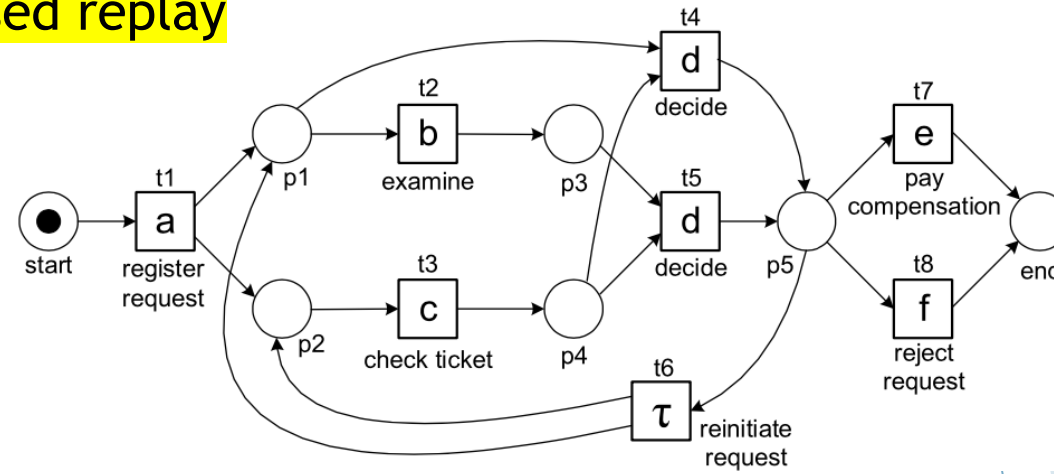 ed replay
t4
d
decide
t2
b
examine
t7
e
pay
compensation
p1
p3
t1
a
register
request
start
t5
d
decide
p5
end
t3
c
check ticket
p2
p4
t8
f
reject
request
t6
τ
reinitiate
request